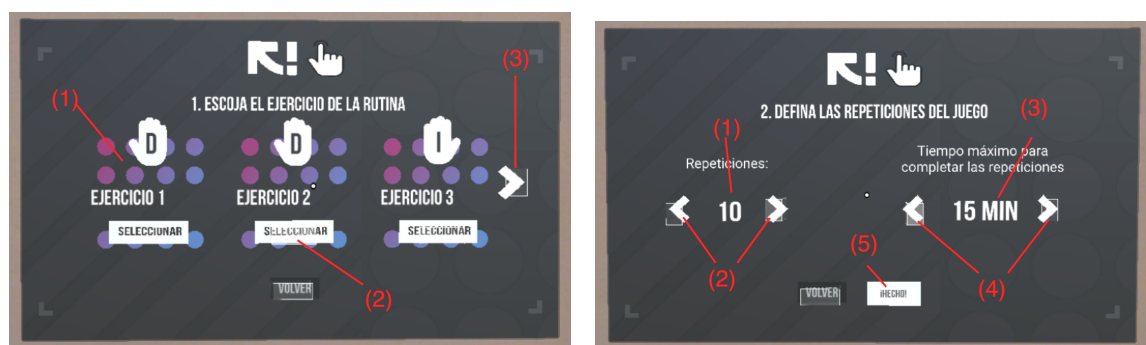 (3)
(1)
1. ESCOJA EL EJERCICIO DE LA RUTINA
D D I
EJERCICIO 1 EJERCICIO 2 EJERCICIO 3
SELECCIONAR SELECCIONAR SELECCIONAR
VOLVER
(2)
2. DEFINA LAS REPETICIONES DEL JUEGO
(1)
(3)
Repeticiones:
Tiempo máximo para
completar las repeticiones
10
15 MIN
(2)
(5)
(4)
VOLVER
¡HECHO!